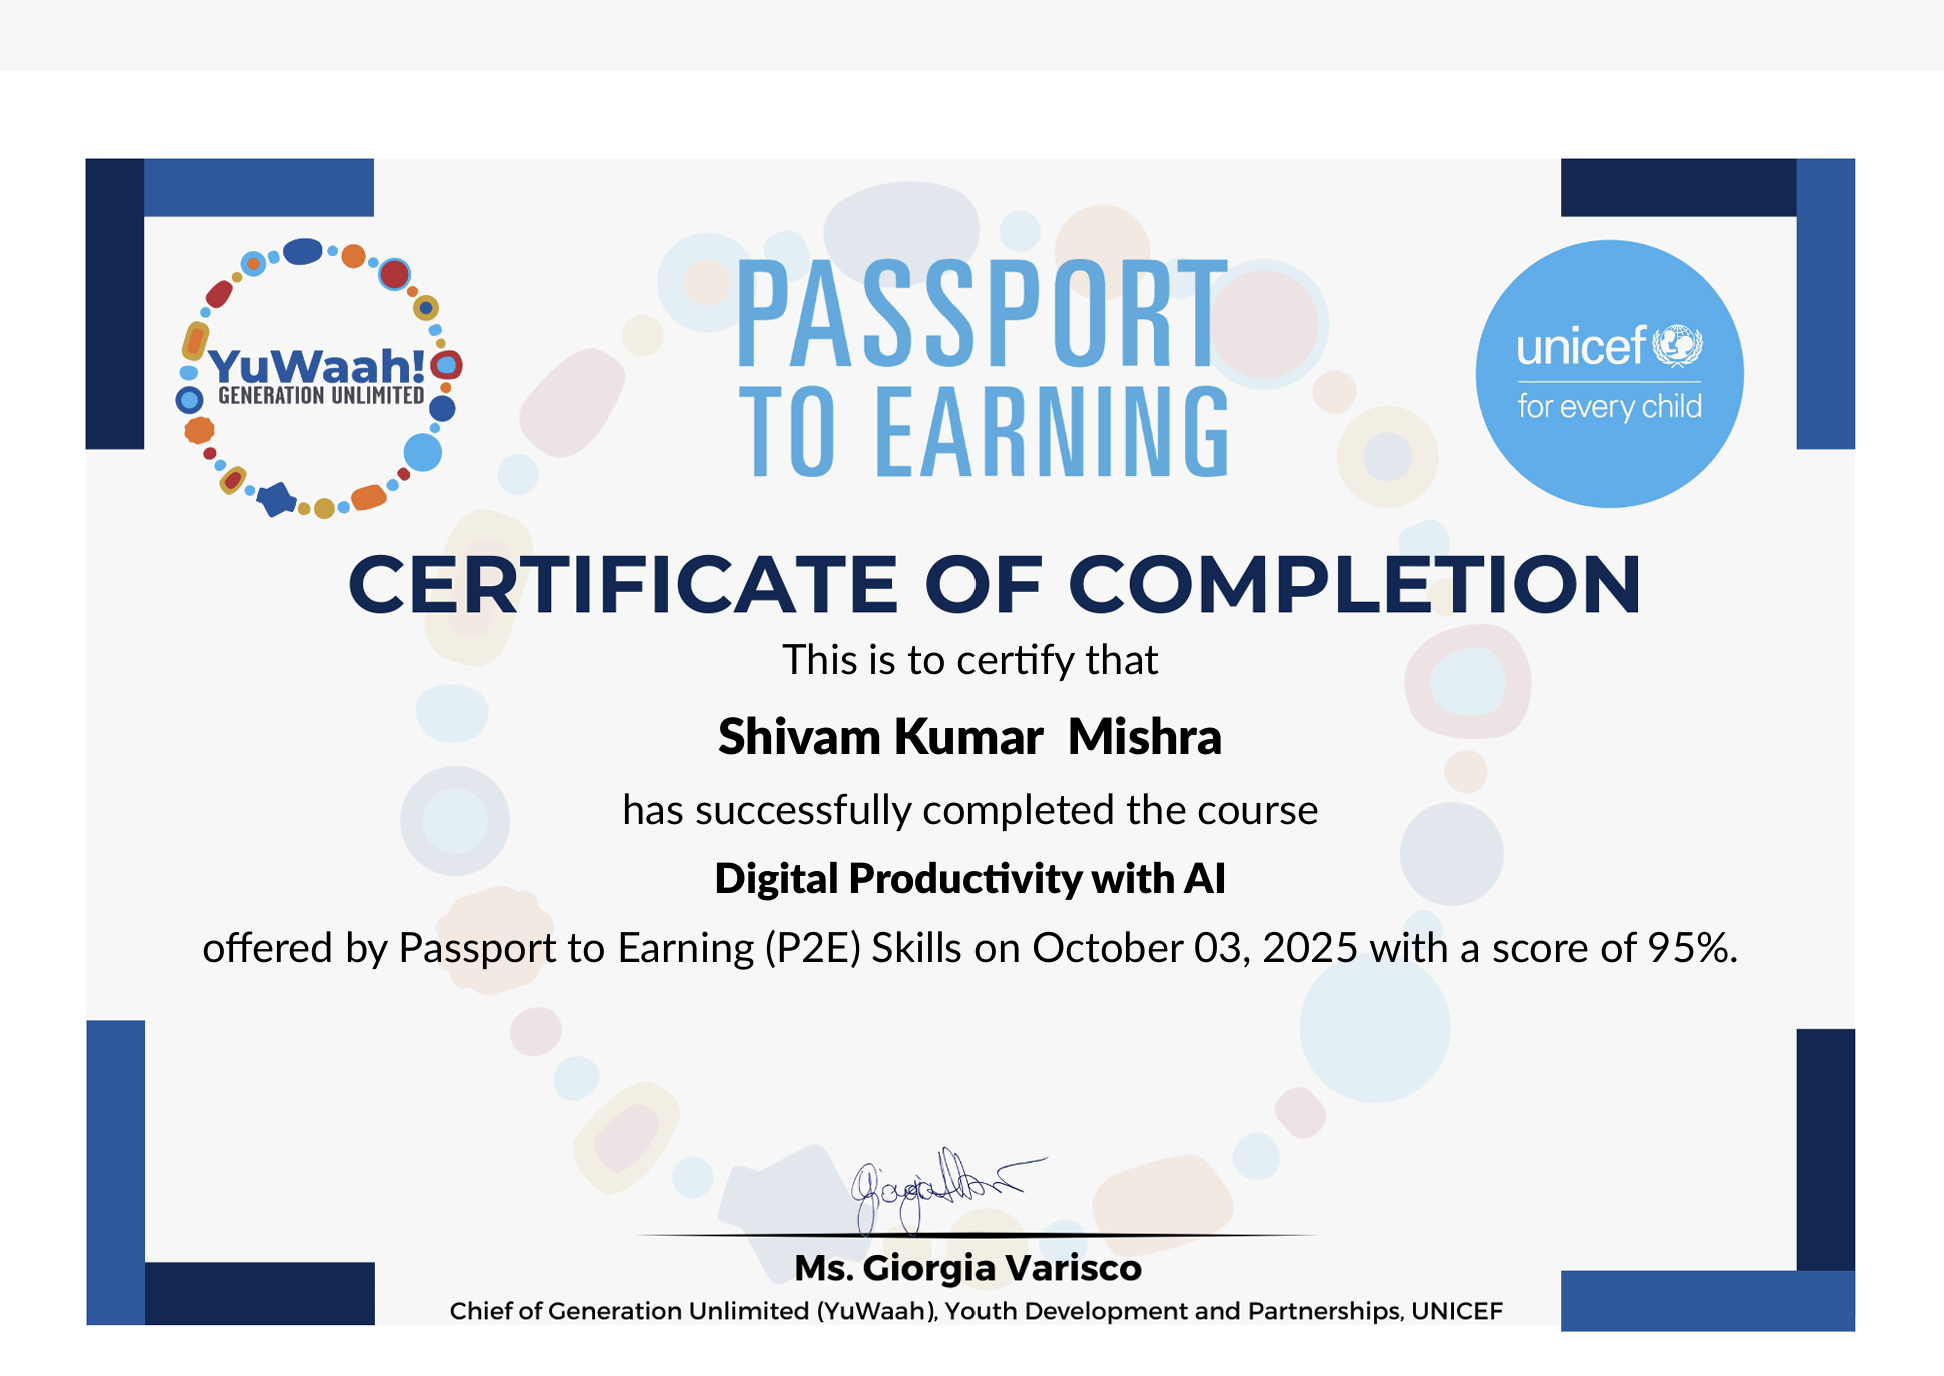 YuWaah!
GENERATION UNLIMITED
PASSPORT
TO EARNING
unicef
for every child
CERTIFICATE OF COMPLETION
This is to certify that
Shivam Kumar  Mishra
has successfully completed the course
Digital Productivity with AI
offered by Passport to Earning (P2E) Skills on October 03, 2025 with a score of 95%.
Ms. Giorgia Varisco
Chief of Generation Unlimited (YuWaah), Youth Development and Partnerships, UNICEF